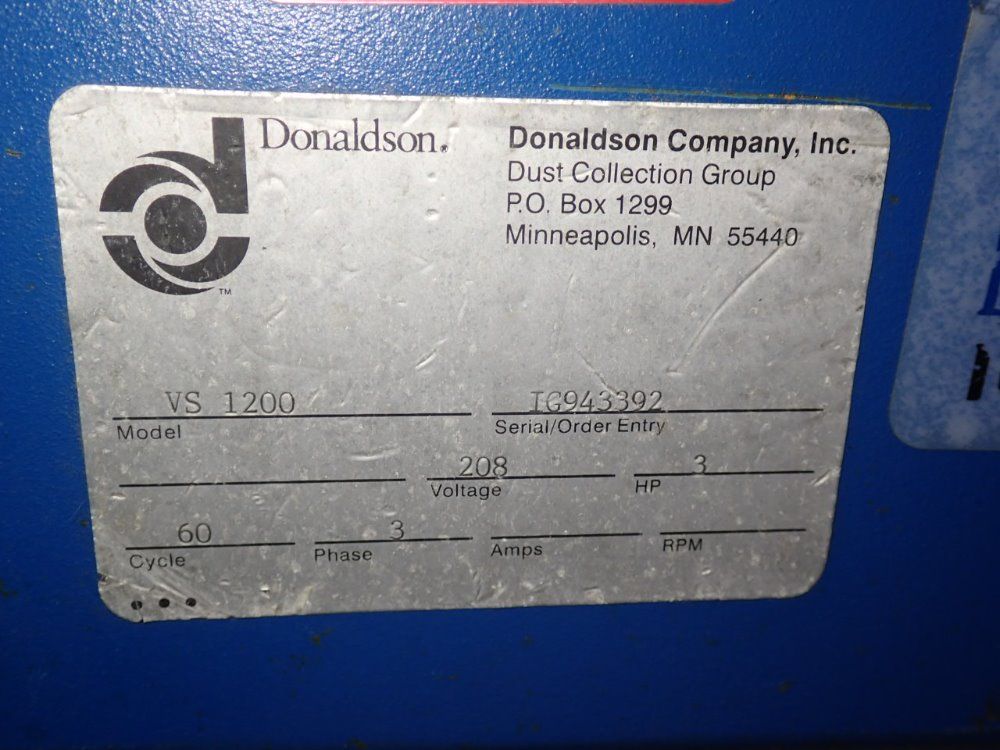 Donaldson.
Donaldson Company, Inc.
Dust Collection Group
P.O. Box 1299
Minneapolis, MN 55440
TM
VS 1200 IG943392
Model Serial/Order Entry
208 3
Voltage HP
60 3
Cycle Phase Amps RPM